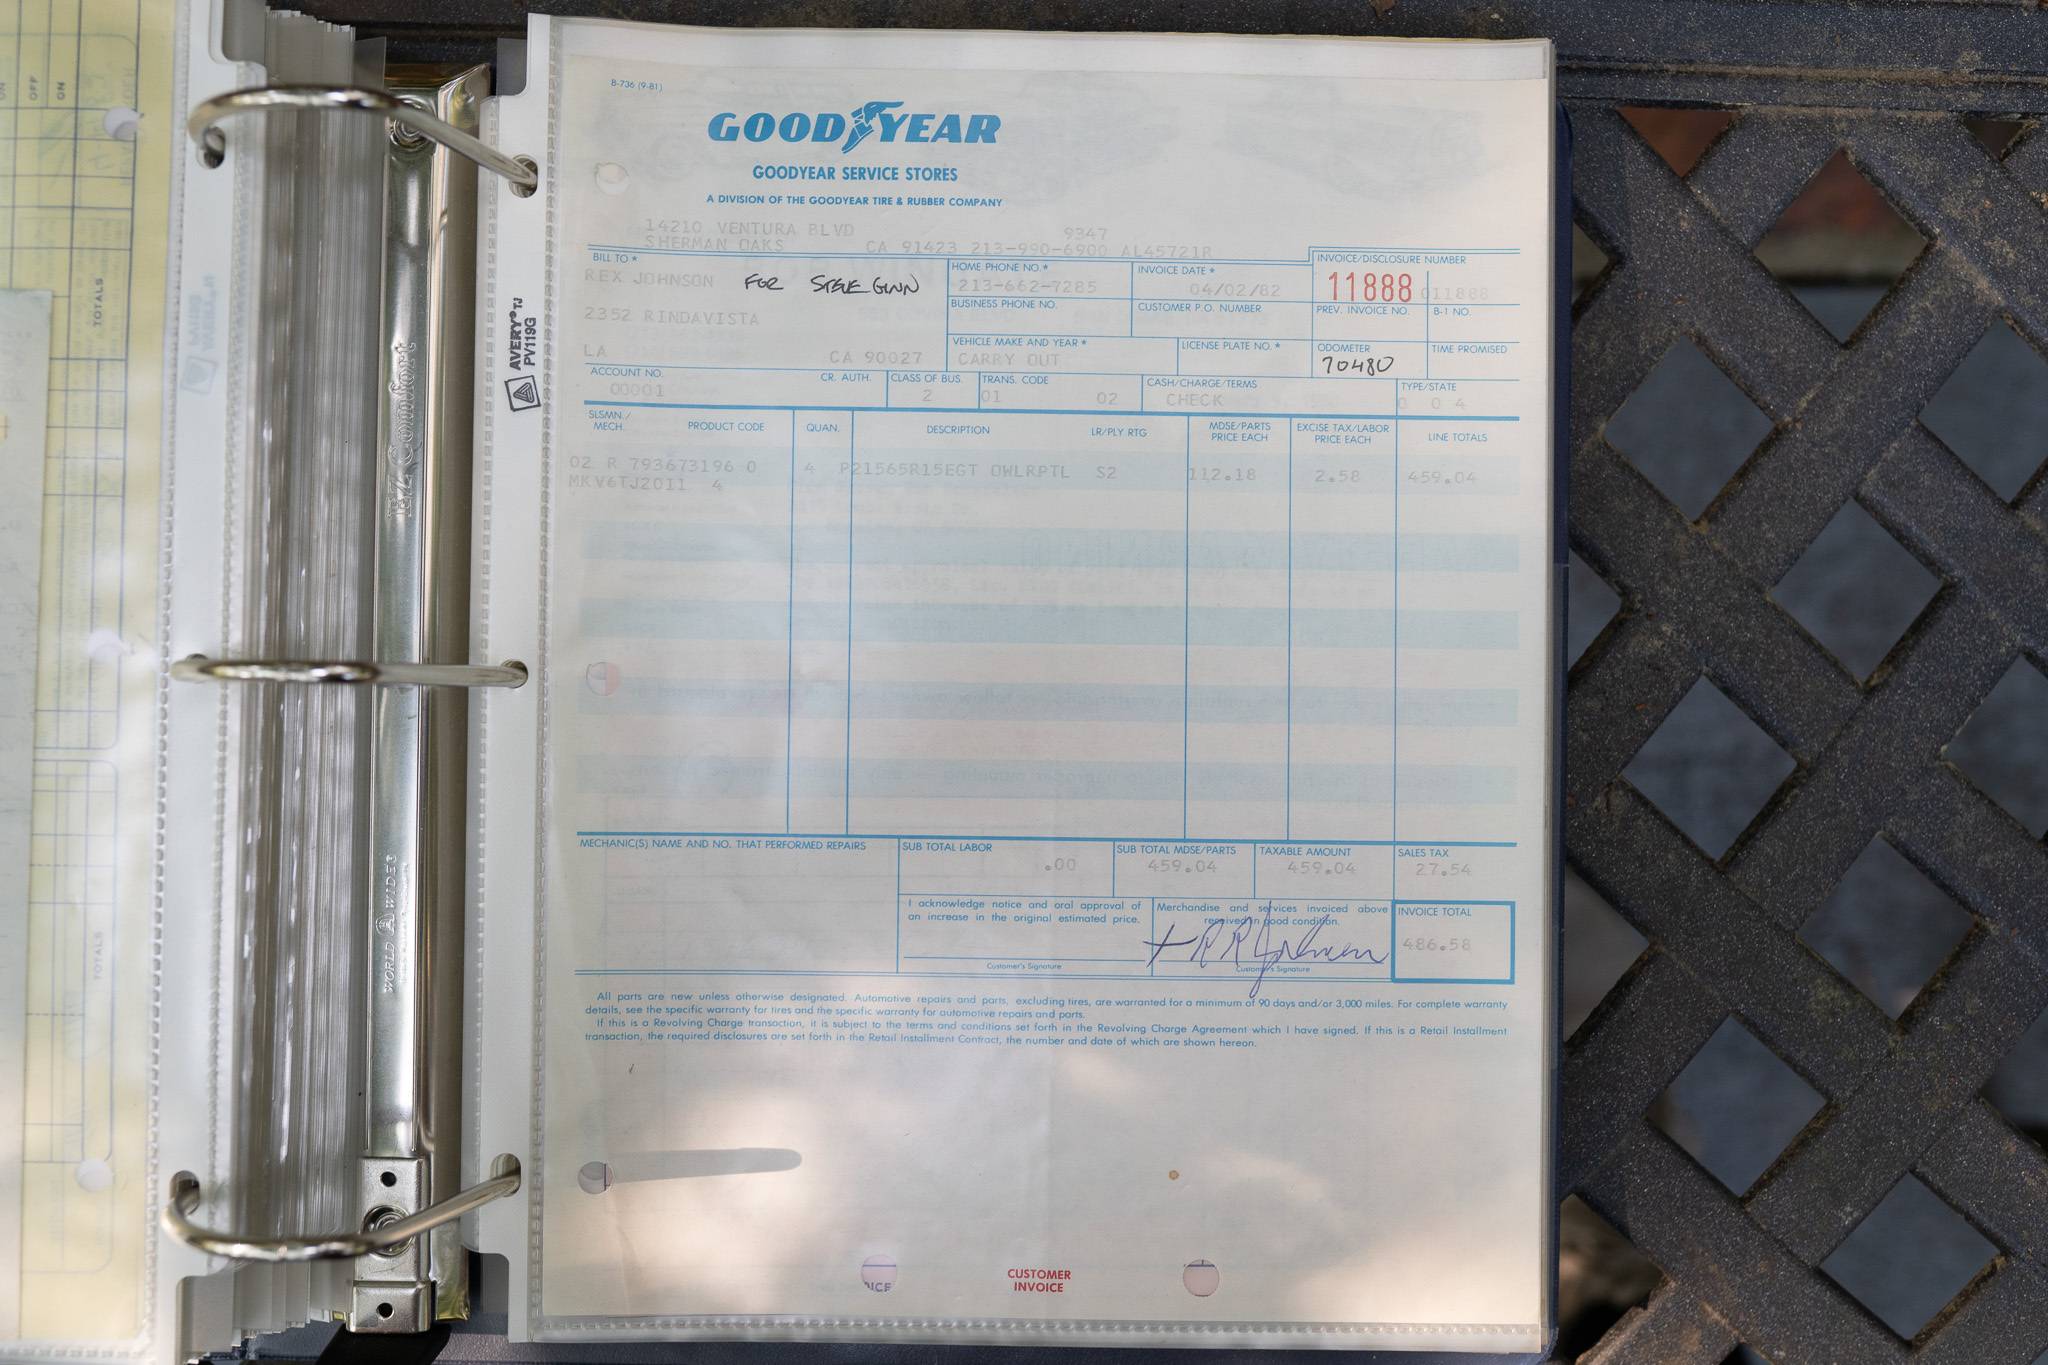 B-736 (9-81)
GOODYEAR
GOODYEAR SERVICE STORES
A DIVISION OF THE GOODYEAR TIRE & RUBBER COMPANY
14210 VENTURA BLVD 9347
SHERMAN OAKS CA 91423 213-990-6900 AL45721R
BILL TO *
REX JOHNSON FOR STEVE GINN
2352 RINDAVISTA
LA CA 90027
HOME PHONE NO.*
213-662-7285
INVOICE DATE *
04/02/82
INVOICE/DISCLOSURE NUMBER
11888 011888
BUSINESS PHONE NO.
CUSTOMER P.O. NUMBER
PREV. INVOICE NO.
B-1 NO.
VEHICLE MAKE AND YEAR *
CARRY OUT
LICENSE PLATE NO. *
ODOMETER
70480
TIME PROMISED
ACCOUNT NO.
00001
CR. AUTH.
CLASS OF BUS.
2
TRANS. CODE
01 02
CASH/CHARGE/TERMS
CHECK
TYPE/STATE
0 0 4
SLSMN./MECH. PRODUCT CODE QUAN. DESCRIPTION LR/PLY RTG MDSE/PARTS PRICE EACH EXCISE TAX/LABOR PRICE EACH LINE TOTALS
02 R 793673196 0 4 P21565R15EGT OWLRPTL S2 112.18 2.58 459.04
MKV6TJ2011 4
MECHANIC(S) NAME AND NO. THAT PERFORMED REPAIRS
SUB TOTAL LABOR
.00
SUB TOTAL MDSE/PARTS
459.04
TAXABLE AMOUNT
459.04
SALES TAX
27.54
I acknowledge notice and oral approval of
an increase in the original estimated price.
Customer's Signature
Merchandise and services invoiced above
received in good condition.
Customer's Signature
INVOICE TOTAL
486.58
All parts are new unless otherwise designated. Automotive repairs and parts, excluding tires, are warranted for a minimum of 90 days and/or 3,000 miles. For complete warranty
details, see the specific warranty for tires and the specific warranty for automotive repairs and parts.
If this is a Revolving Charge transaction, it is subject to the terms and conditions set forth in the Revolving Charge Agreement which I have signed. If this is a Retail Installment
transaction, the required disclosures are set forth in the Retail Installment Contract, the number and date of which are shown hereon.
CUSTOMER
INVOICE
AVERY® TJ
PV119G
EZ Comfort
WORLD WIDE®
OFF
ON
TOTALS
TOTALS